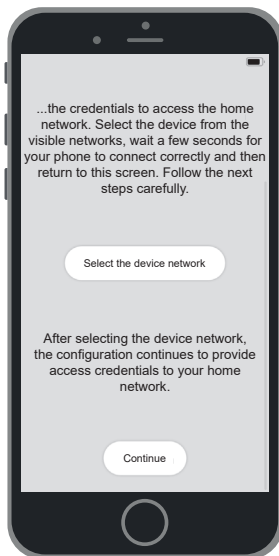 ...the credentials to access the home
network. Select the device from the
visible networks, wait a few seconds for
your phone to connect correctly and then
return to this screen. Follow the next
steps carefully.
Select the device network
After selecting the device network,
the configuration continues to provide
access credentials to your home
network.
Continue